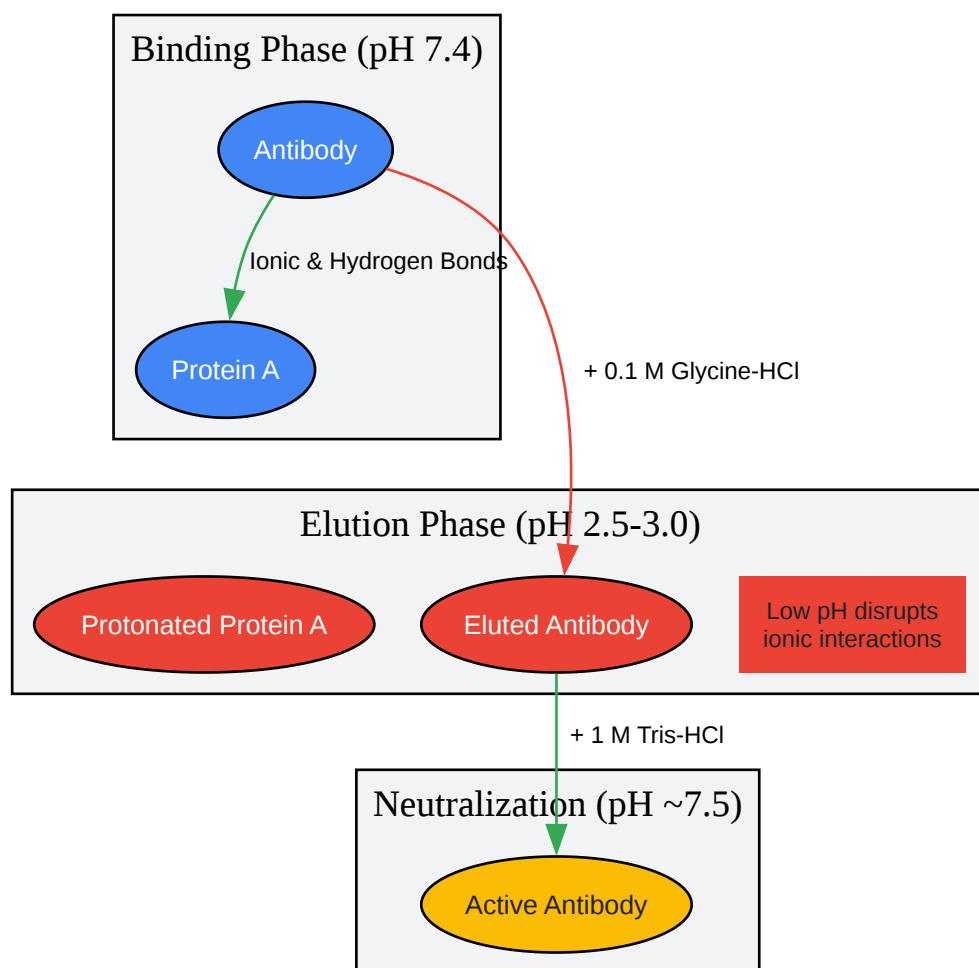 Binding Phase (pH 7.4)
Antibody
Ionic & Hydrogen Bonds
Protein A
+ 0.1 M Glycine-HCl
Elution Phase (pH 2.5-3.0)
Protonated Protein A
Eluted Antibody
Low pH disrupts
ionic interactions
+ 1 M Tris-HCl
Neutralization (pH ~7.5)
Active Antibody